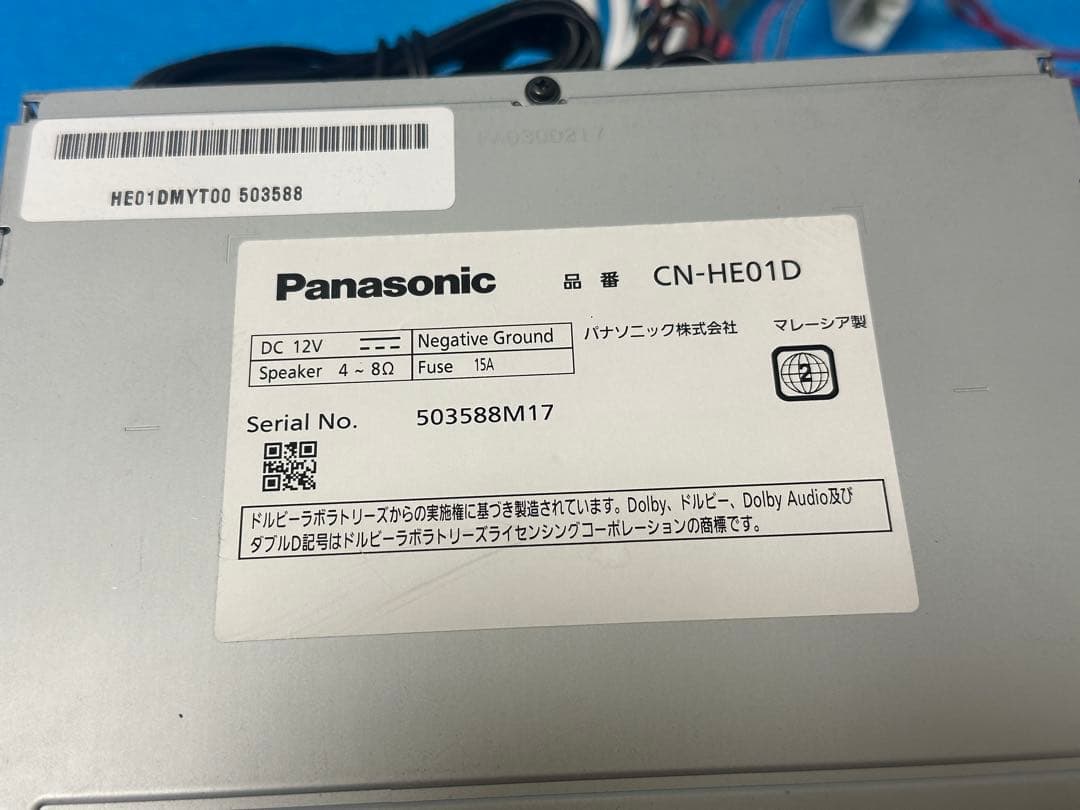 HE01DMYT00 503588
Panasonic 品番 CN-HE01D
DC 12V Negative Ground
Speaker 4 ~ 8Ω Fuse 15A
パナソニック株式会社 マレーシア製
2
Serial No. 503588M17
ドルビーラボラトリーズからの実施権に基づき製造されています。Dolby、ドルビー、Dolby Audio及び
ダブルD記号はドルビーラボラトリーズライセンシングコーポレーションの商標です。